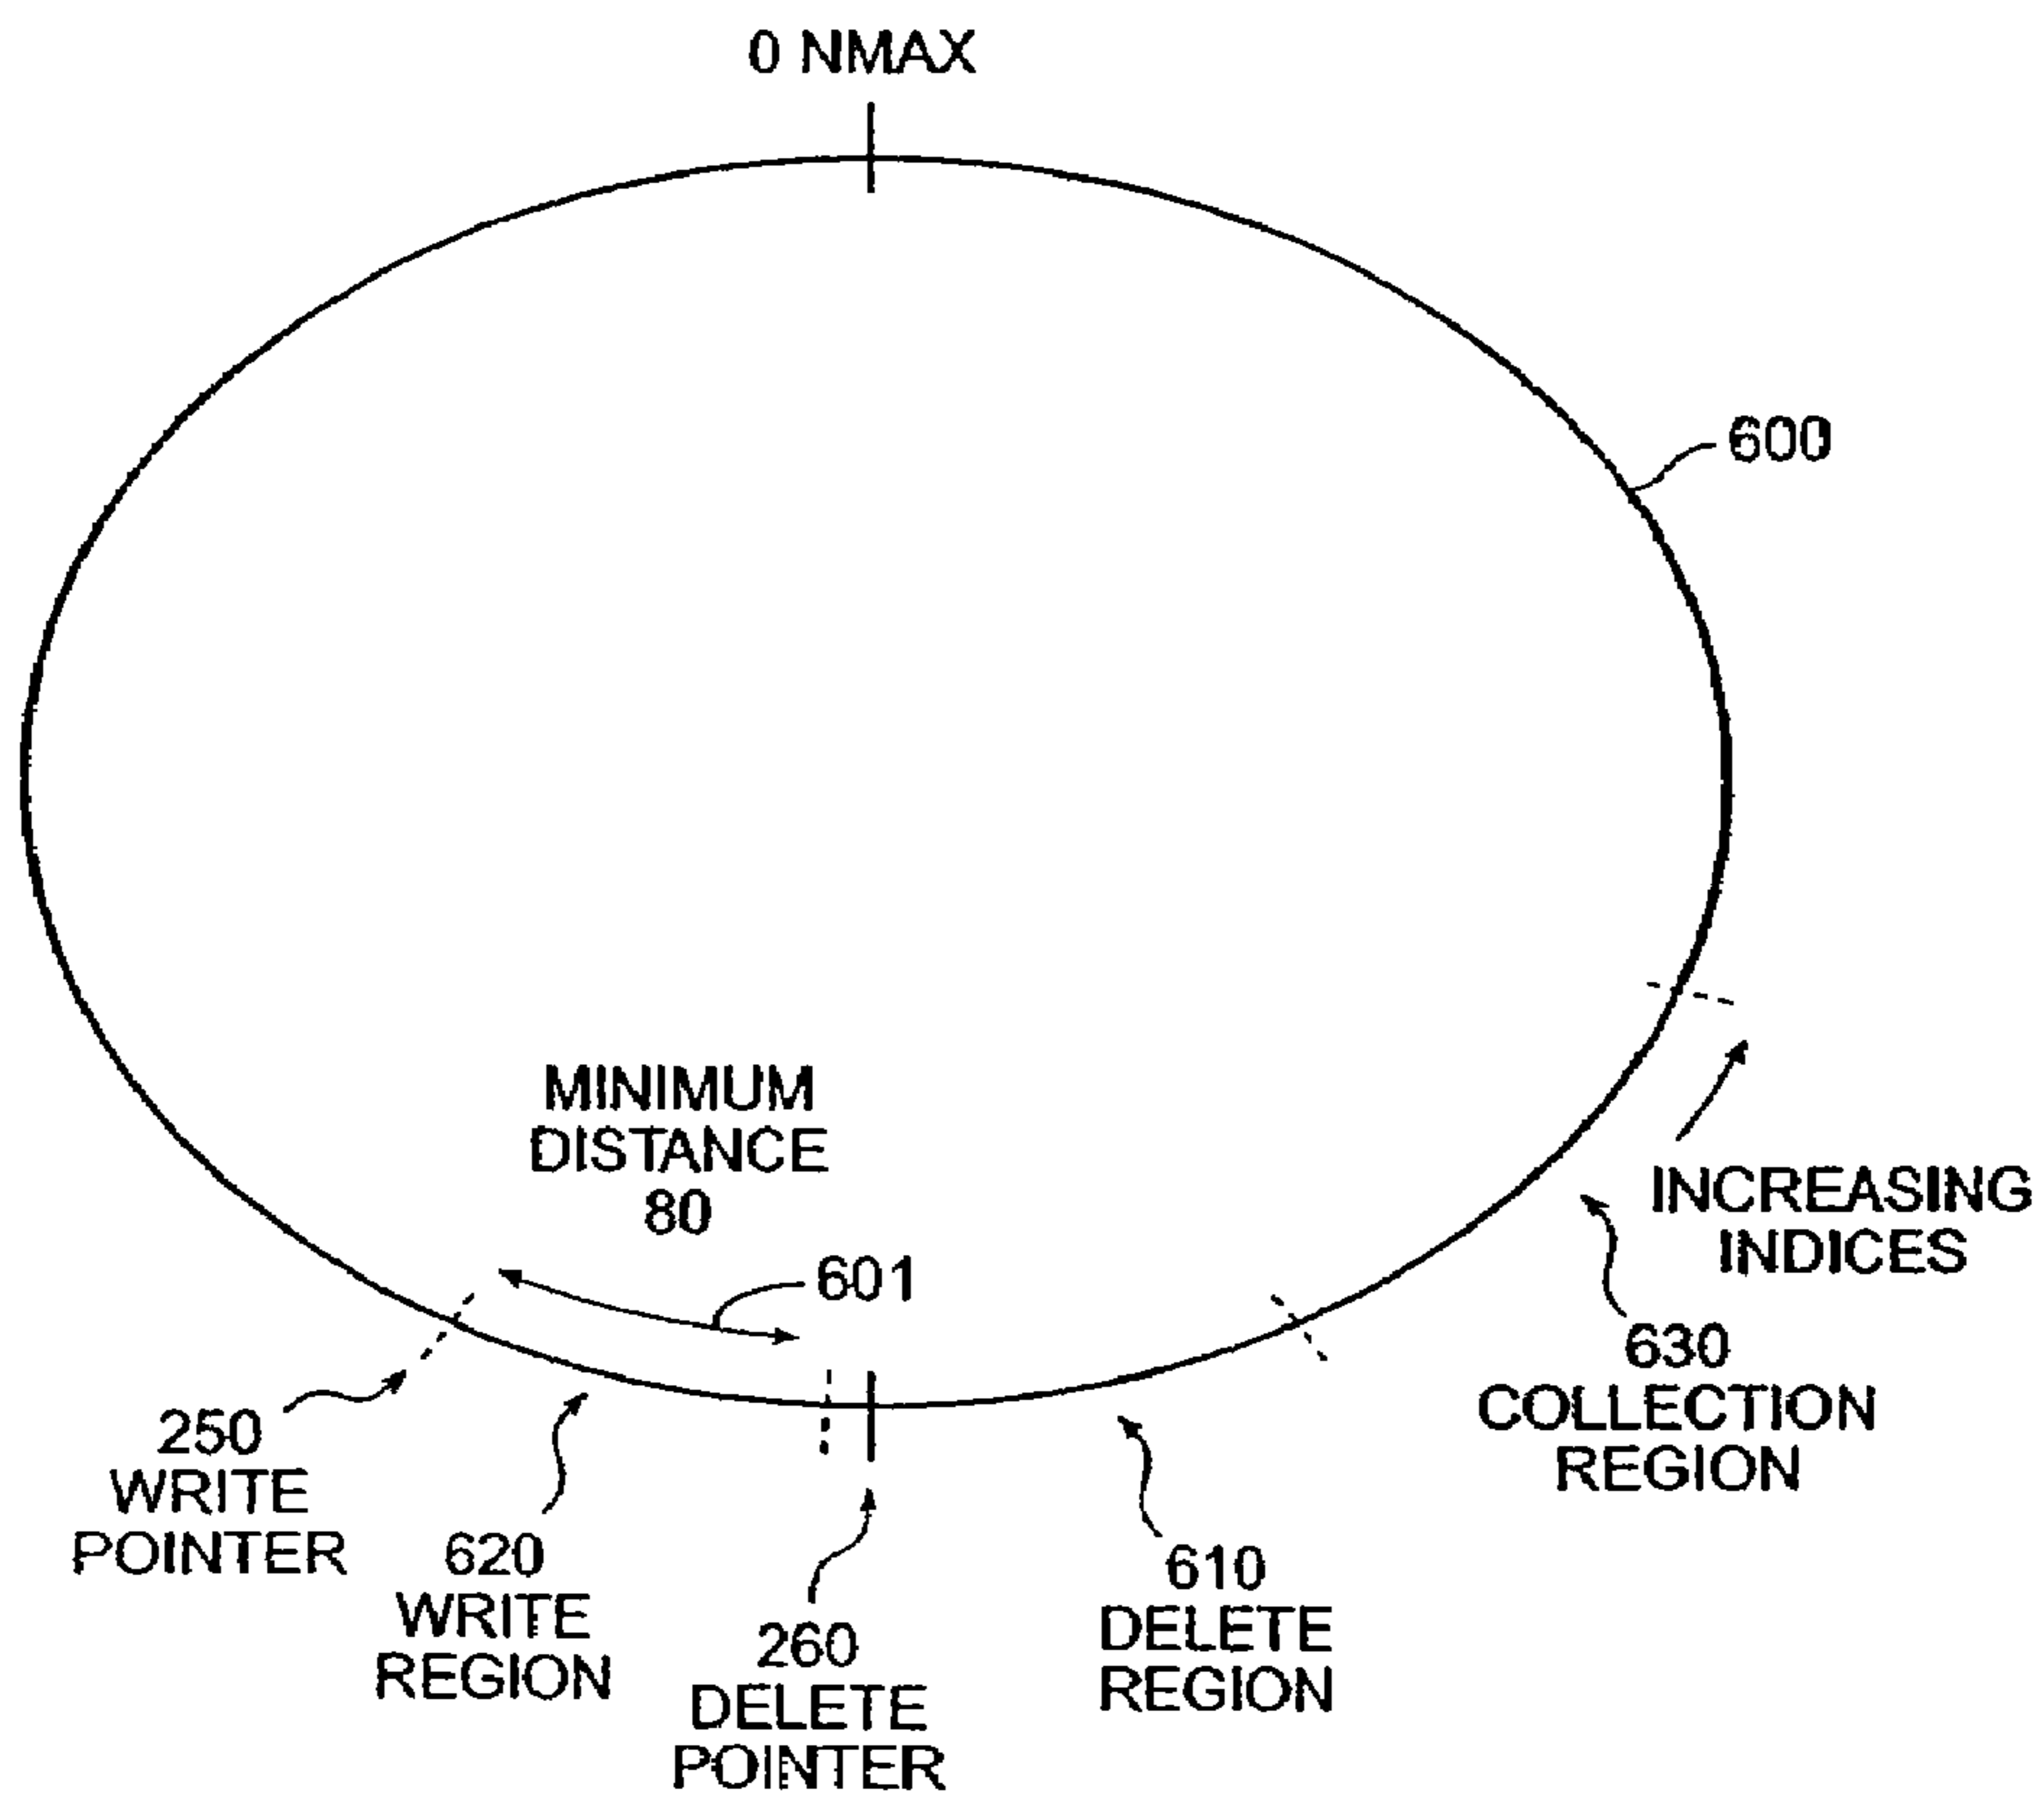 0 NMAX
600
MINIMUM
DISTANCE
80
601
INCREASING
INDICES
630
COLLECTION
REGION
250
WRITE
POINTER
620
WRITE
REGION
260
DELETE
POINTER
610
DELETE
REGION